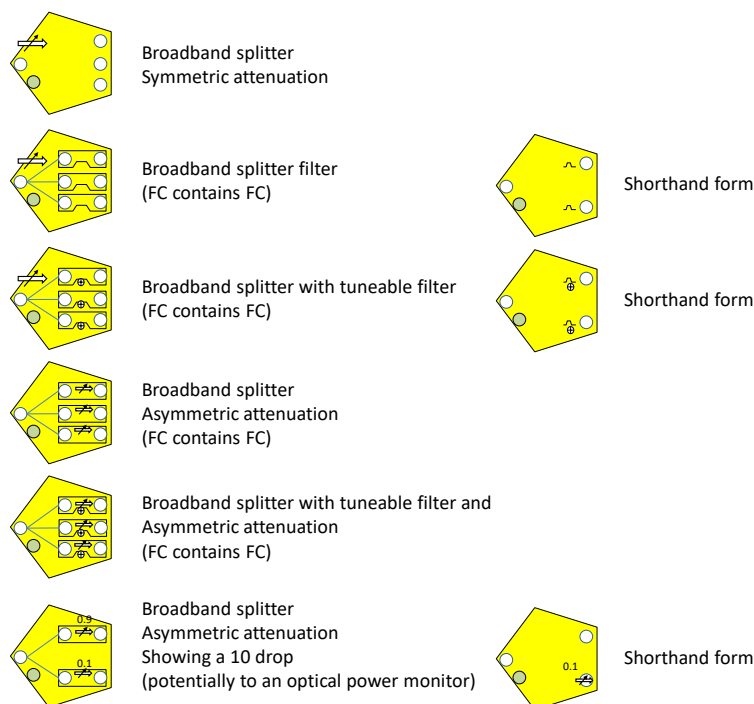 Broadband splitter
Symmetric attenuation
Broadband splitter filter
(FC contains FC)
Shorthand form
Broadband splitter with tuneable filter
(FC contains FC)
Shorthand form
Broadband splitter
Asymmetric attenuation
(FC contains FC)
Broadband splitter with tuneable filter and
Asymmetric attenuation
(FC contains FC)
0.9
0.1
Broadband splitter
Asymmetric attenuation
Showing a 10 drop
(potentially to an optical power monitor)
0.1
Shorthand form